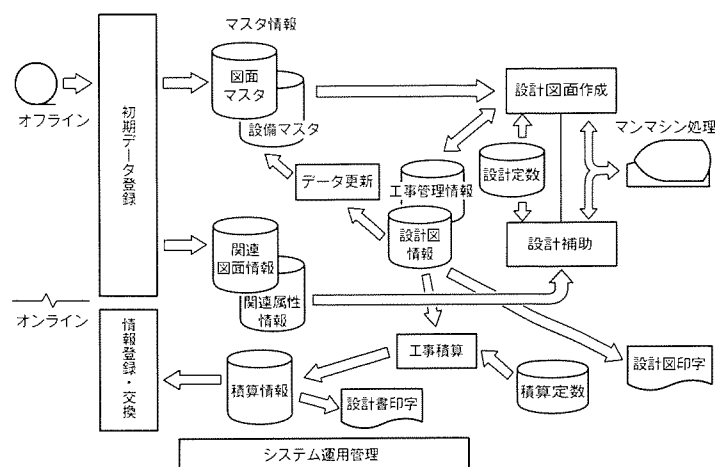 マスタ情報
オフライン
初期データ登録
図面
マスタ
設備マスタ
設計図面作成
マンマシン処理
データ更新
工事管理情報
設計定数
設計図
情報
設計補助
関連
図面情報
関連属性
情報
オンライン
情報登録・交換
積算情報
工事積算
積算定数
設計図印字
設計書印字
システム運用管理